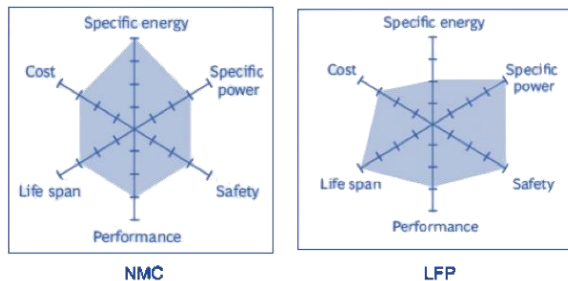 Specific energy
Cost
Specific
power
Life span
Safety
Performance
NMC
Specific energy
Cost
Specific
power
Life span
Safety
Performance
LFP